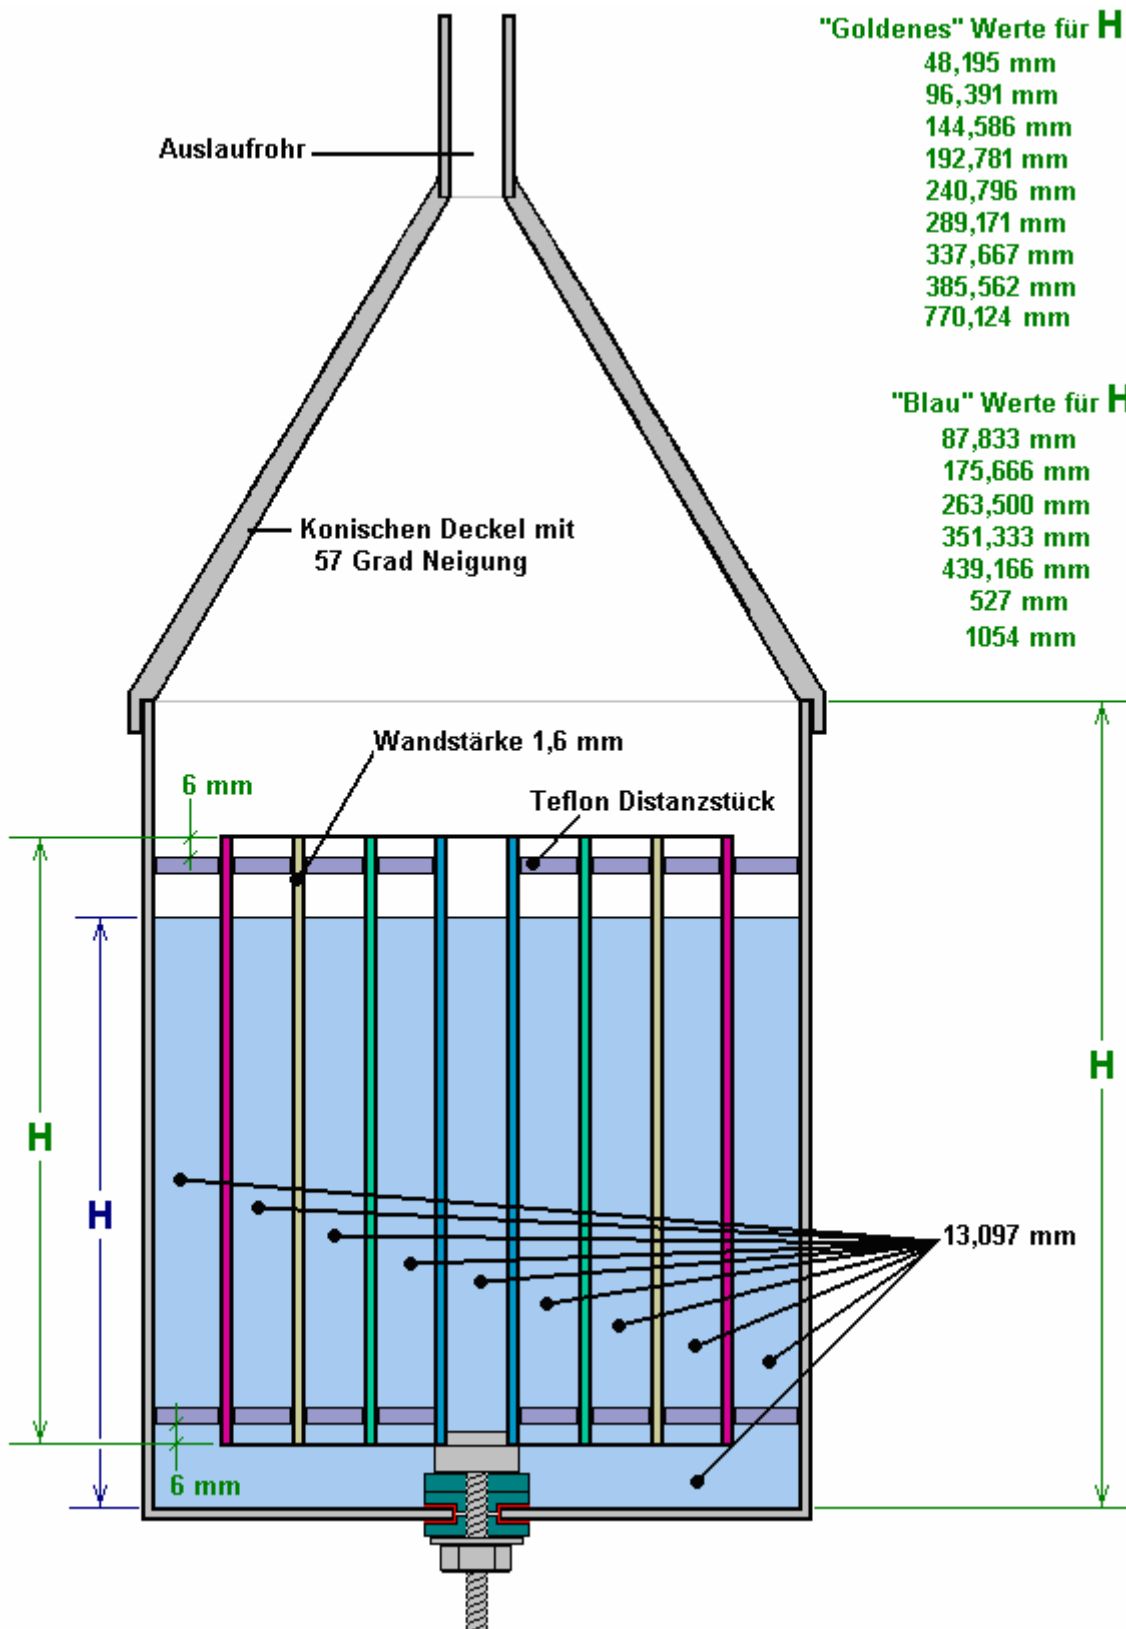 "Goldenes" Werte für H
48,195 mm
96,391 mm
144,586 mm
192,781 mm
240,796 mm
289,171 mm
337,667 mm
385,562 mm
770,124 mm
Auslaufrohr
"Blau" Werte für H
87,833 mm
175,666 mm
263,500 mm
351,333 mm
439,166 mm
527 mm
1054 mm
Konischen Deckel mit
57 Grad Neigung
Wandstärke 1,6 mm
6 mm
Teflon Distanzstück
H
H
H
13,097 mm
6 mm